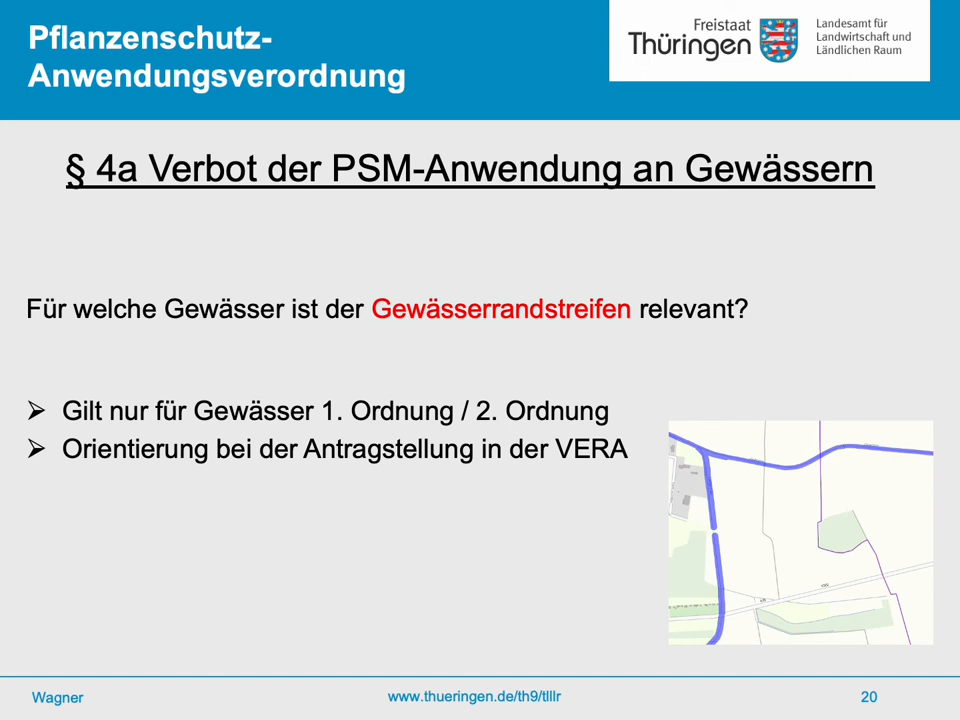 Pflanzenschutz-
Anwendungsverordnung
Freistaat
Thüringen
Landesamt für
Landwirtschaft und
Ländlichen Raum
§ 4a Verbot der PSM-Anwendung an Gewässern
Für welche Gewässer ist der Gewässerrandstreifen relevant?
➢ Gilt nur für Gewässer 1. Ordnung / 2. Ordnung
➢ Orientierung bei der Antragstellung in der VERA
Wagner
www.thueringen.de/th9/tlllr
20